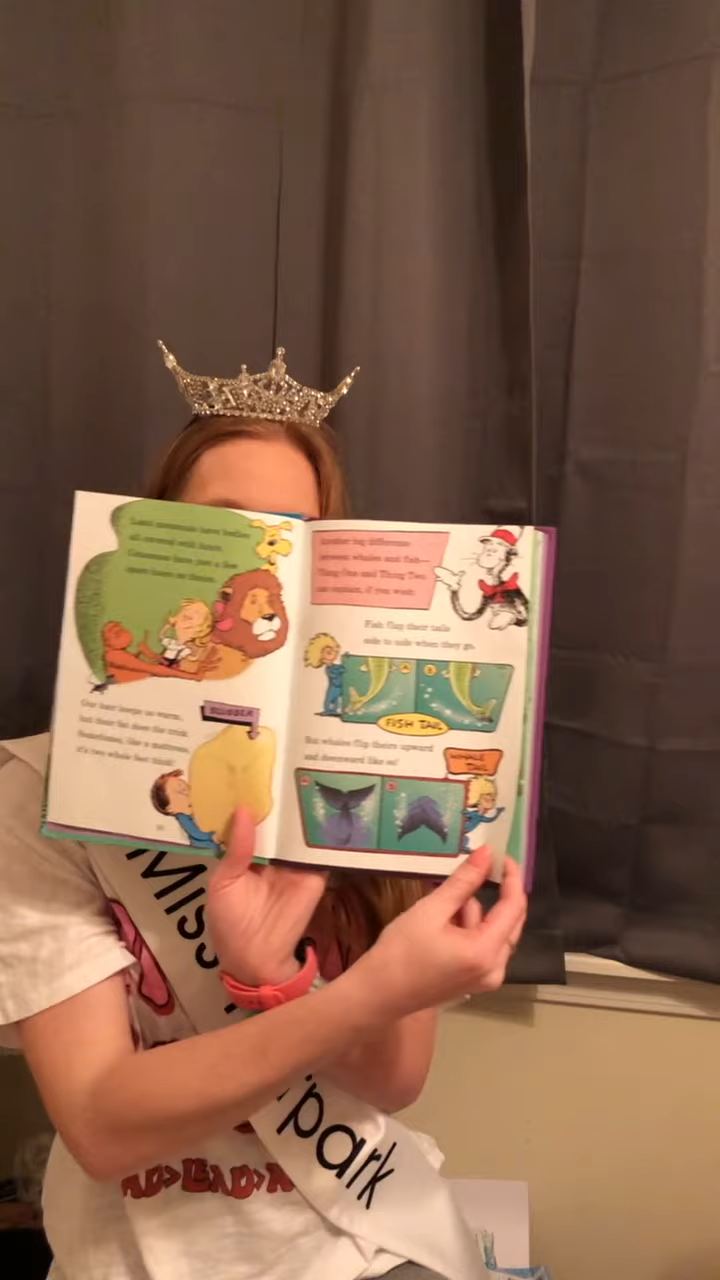 Land mammals have bodies
all covered with hairs.
Cetaceans have just a few
spare hairs on theirs.
Our hair keeps us warm,
but their fat does the trick.
Sometimes, like a mattress,
it's two whole feet thick!
BLUBBER
Another big difference
between whales and fish—
Thing One and Thing Two
can explain, if you wish.
Fish flap their tails
side to side when they go.
FISH TAIL
But whales flip theirs upward
and downward like so!
WHALE
TAIL
Miss
rpark